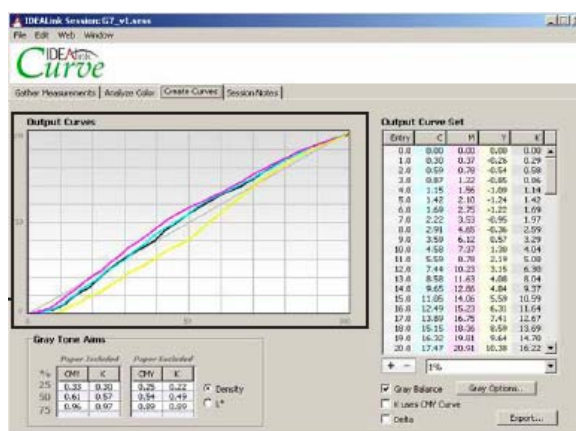 IDEALink Session: G7_v1.sess
File Edit Web Window
IDEAlink
Curve
Gather Measurements Analyze Color Create Curves Session Notes
Output Curves
50
0 50 100
Output Curve Set
Entry C M Y K
0.0 0.00 0.00 0.00 0.00
1.0 0.30 0.37 -0.26 0.29
2.0 0.59 0.78 -0.54 0.58
3.0 0.87 1.22 -0.85 0.86
4.0 1.15 1.56 -1.09 1.14
5.0 1.42 2.10 -1.24 1.42
6.0 1.69 2.75 -1.22 1.69
7.0 2.22 3.53 -0.95 1.97
8.0 2.91 4.65 -0.36 2.59
9.0 3.59 6.12 0.57 3.29
10.0 4.58 7.37 1.30 4.04
11.0 5.59 8.78 2.19 5.08
12.0 7.44 10.23 3.15 6.30
13.0 8.58 11.63 4.08 8.04
14.0 9.65 12.86 4.84 9.37
15.0 11.05 14.06 5.59 10.59
16.0 12.49 15.23 6.31 11.64
17.0 13.89 16.75 7.41 12.67
18.0 15.15 18.36 8.59 13.69
19.0 16.32 19.81 9.64 14.70
20.0 17.47 20.91 10.38 16.22
+ - 1%
Gray Tone Aims
Paper Included Paper Excluded
% CMY K CMY K
25 0.33 0.30 0.25 0.22
50 0.61 0.57 0.54 0.49
75 0.96 0.97 0.89 0.89
Density
L*
Gray Balance Gray Options..
K uses CMY Curve
Delta Export...